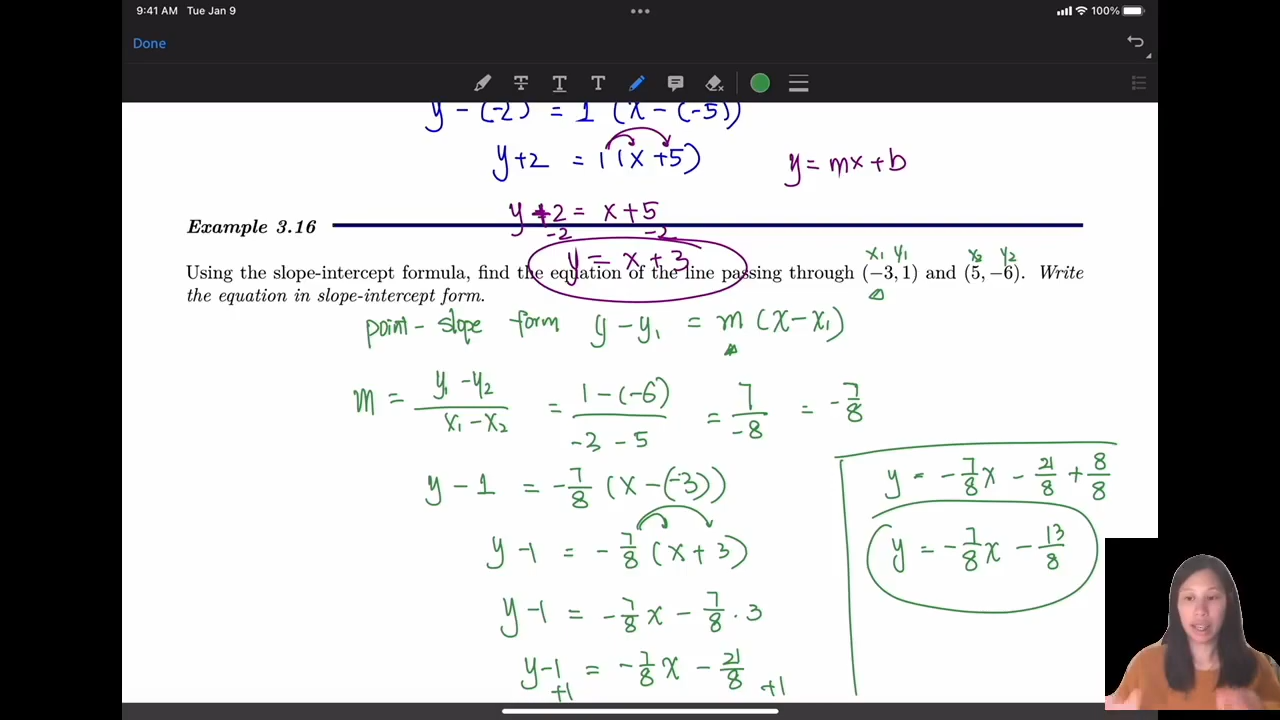 9:41 AM Tue Jan 9
100%
Done
y - (-2) = 1 (x - (-5))
y+2 = 1 (x +5)
y = mx + b
y +2 = x+5
-2 -2
y = x + 3
Example 3.16
x₁ y₁ x₂ y₂
Using the slope-intercept formula, find the equation of the line passing through (−3, 1) and (5, −6). Write
the equation in slope-intercept form.
point - slope form y - y₁ = m (x - x₁)
m = (y₁ - y₂)/(x₁ - x₂) = (1 - (-6))/(-3 - 5) = 7/-8 = -7/8
y - 1 = -7/8 (x - (-3))
y -1 = -7/8 (x + 3)
y -1 = -7/8 x - 7/8 · 3
y -1 = -7/8 x - 21/8
+1 +1
y = -7/8 x - 21/8 + 8/8
y = -7/8 x - 13/8